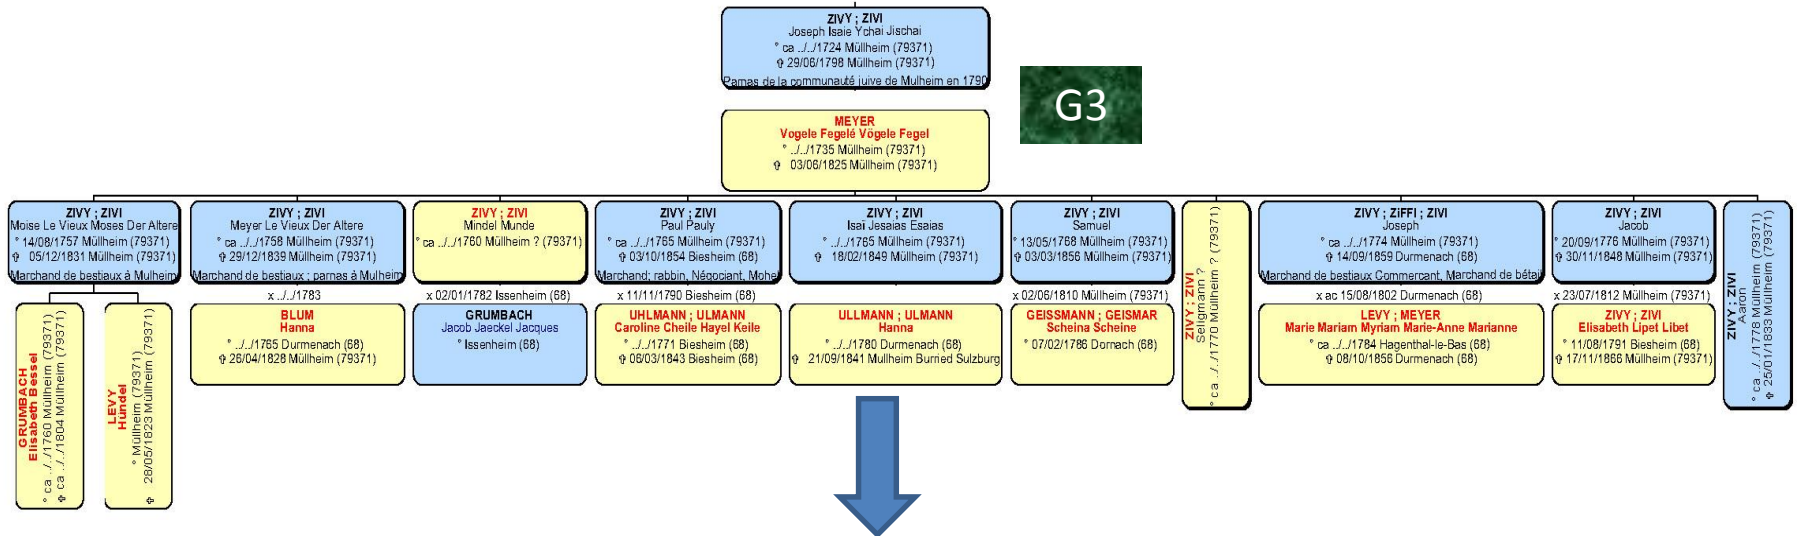 ZIVY ; ZIVI
Joseph Isaie Ychai Jischai
° ca ../../1724 Müllheim (79371)
✞ 29/06/1798 Müllheim (79371)
Parnas de la communauté juive de Mulheim en 1790
G3
MEYER
Vogele Fegelé Vögele Fegel
° ../../1735 Müllheim (79371)
✞ 03/06/1825 Müllheim (79371)
ZIVY ; ZIVI
Moise Le Vieux Moses Der Altere
° 14/08/1757 Müllheim (79371)
✞ 05/12/1831 Müllheim (79371)
Marchand de bestiaux à Mulheim
GRUMBACH
Elisabeth Bessel
° ca ../../1760 Müllheim (79371)
✞ ca ../../1804 Müllheim (79371)
LEVY
Hündel
° Müllheim (79371)
✞ 28/05/1823 Müllheim (79371)
ZIVY ; ZIVI
Meyer Le Vieux Der Altere
° ca ../../1758 Müllheim (79371)
✞ 29/12/1839 Müllheim (79371)
Marchand de bestiaux ; parnas à Mulheim
x ../../1783
BLUM
Hanna
° ../../1765 Durmenach (68)
✞ 26/04/1828 Müllheim (79371)
ZIVY ; ZIVI
Mindel Munde
° ca ../../1760 Müllheim ? (79371)
x 02/01/1782 Issenheim (68)
GRUMBACH
Jacob Jaeckel Jacques
° Issenheim (68)
ZIVY ; ZIVI
Paul Pauly
° ca ../../1765 Müllheim (79371)
✞ 03/10/1854 Biesheim (68)
Marchand; rabbin, Négociant, Mohel
x 11/11/1790 Biesheim (68)
UHLMANN ; ULMANN
Caroline Cheile Hayel Keile
° ../../1771 Biesheim (68)
✞ 06/03/1843 Biesheim (68)
ZIVY ; ZIVI
Isaï Jesaias Esaias
° ../../1765 Müllheim (79371)
✞ 18/02/1849 Müllheim (79371)
ULLMANN ; ULMANN
Hanna
° ../../1780 Durmenach (68)
✞ 21/09/1841 Mullheim Burried Sulzburg
ZIVY ; ZIVI
Samuel
° 13/05/1768 Müllheim (79371)
✞ 03/03/1856 Müllheim (79371)
x 02/06/1810 Müllheim (79371)
GEISSMANN ; GEISMAR
Scheina Scheine
° 07/02/1786 Dornach (68)
ZIVY ; ZIVI
Seligmann ?
° ca ../../1770 Müllheim ? (79371)
ZIVY ; ZiFFI ; ZIVI
Joseph
° ca ../../1774 Müllheim (79371)
✞ 14/09/1859 Durmenach (68)
Marchand de bestiaux Commercant, Marchand de bétail
x ac 15/08/1802 Durmenach (68)
LEVY ; MEYER
Marie Mariam Myriam Marie-Anne Marianne
° ca ../../1784 Hagenthal-le-Bas (68)
✞ 08/10/1856 Durmenach (68)
ZIVY ; ZIVI
Jacob
° 20/09/1776 Müllheim (79371)
✞ 30/11/1848 Müllheim (79371)
x 23/07/1812 Müllheim (79371)
ZIVY ; ZIVI
Elisabeth Lipet Libet
° 11/08/1791 Biesheim (68)
✞ 17/11/1866 Müllheim (79371)
ZIVY ; ZIVI
Aaron
° ca ../../1778 Müllheim (79371)
✞ 25/01/1833 Müllheim (79371)